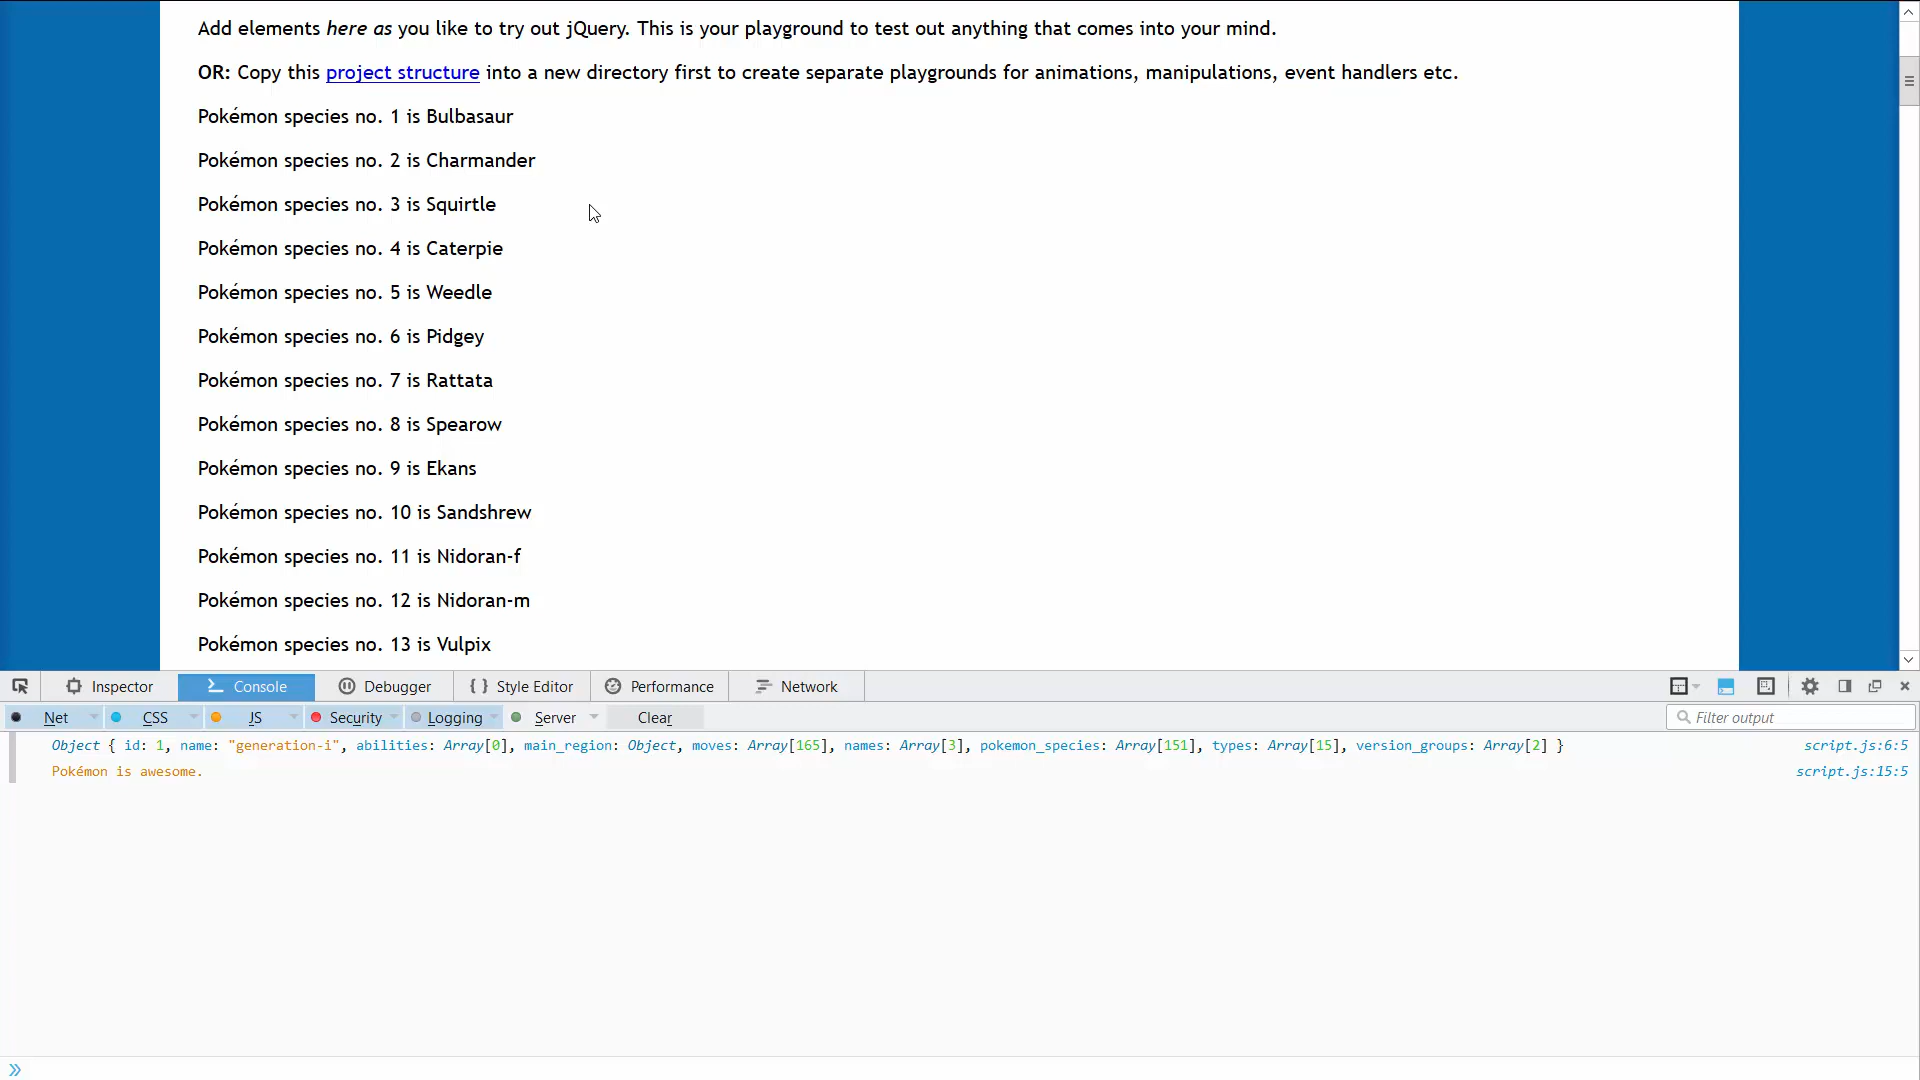 Add elements here as you like to try out jQuery. This is your playground to test out anything that comes into your mind.
OR: Copy this project structure into a new directory first to create separate playgrounds for animations, manipulations, event handlers etc.
Pokémon species no. 1 is Bulbasaur
Pokémon species no. 2 is Charmander
Pokémon species no. 3 is Squirtle
Pokémon species no. 4 is Caterpie
Pokémon species no. 5 is Weedle
Pokémon species no. 6 is Pidgey
Pokémon species no. 7 is Rattata
Pokémon species no. 8 is Spearow
Pokémon species no. 9 is Ekans
Pokémon species no. 10 is Sandshrew
Pokémon species no. 11 is Nidoran-f
Pokémon species no. 12 is Nidoran-m
Pokémon species no. 13 is Vulpix
Inspector Console Debugger Style Editor Performance Network
Net CSS JS Security Logging Server Clear Filter output
Object { id: 1, name: "generation-i", abilities: Array[0], main_region: Object, moves: Array[165], names: Array[3], pokemon_species: Array[151], types: Array[15], version_groups: Array[2] } script.js:6:5
Pokémon is awesome. script.js:15:5